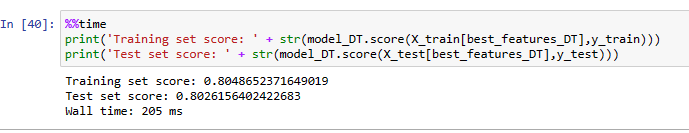 In [40]: %%time
print('Training set score: ' + str(model_DT.score(X_train[best_features_DT],y_train)))
print('Test set score: ' + str(model_DT.score(X_test[best_features_DT],y_test)))
Training set score: 0.8048652371649019
Test set score: 0.8026156402422683
Wall time: 205 ms